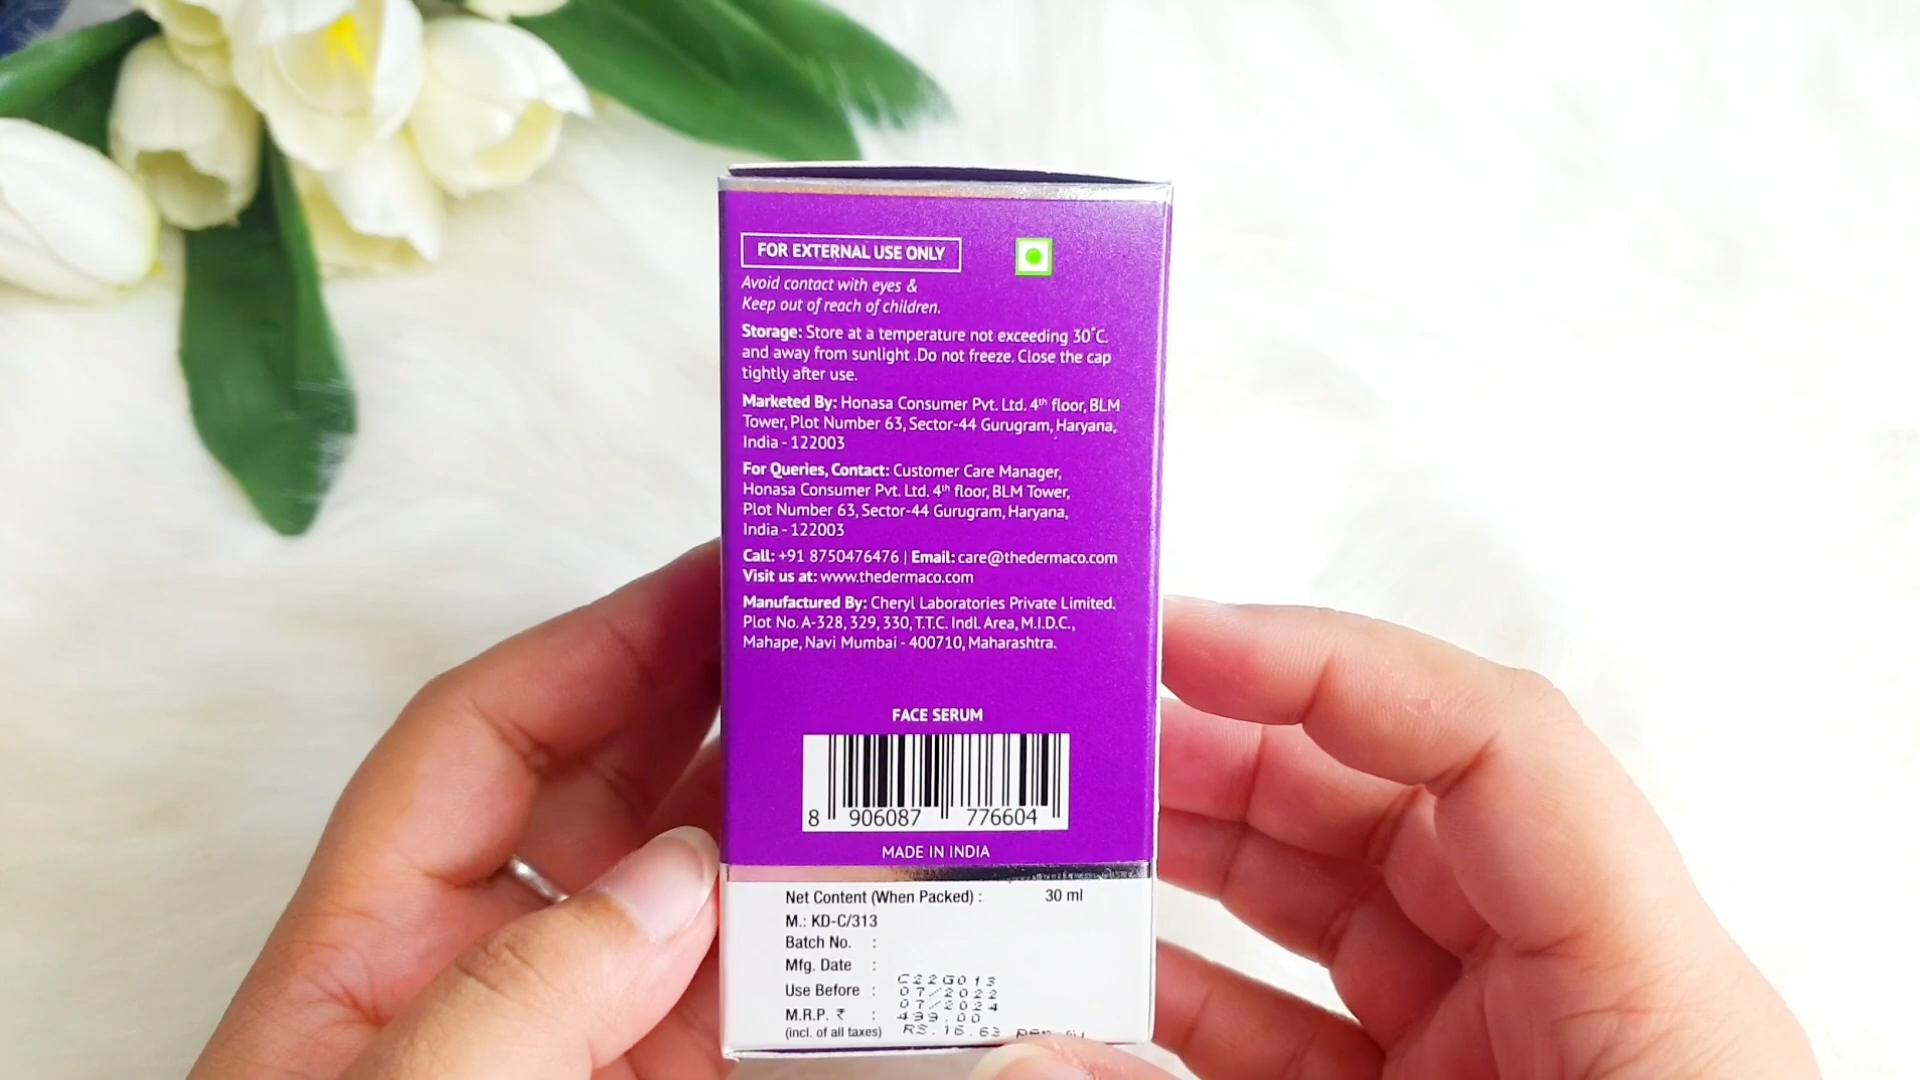 FOR EXTERNAL USE ONLY
Avoid contact with eyes &
Keep out of reach of children.
Storage: Store at a temperature not exceeding 30°C.
and away from sunlight .Do not freeze. Close the cap
tightly after use.
Marketed By: Honasa Consumer Pvt. Ltd. 4th floor, BLM
Tower, Plot Number 63, Sector-44 Gurugram, Haryana,
India - 122003
For Queries, Contact: Customer Care Manager,
Honasa Consumer Pvt. Ltd. 4th floor, BLM Tower,
Plot Number 63, Sector-44 Gurugram, Haryana,
India - 122003
Call: +91 8750476476 | Email: care@thedermaco.com
Visit us at: www.thedermaco.com
Manufactured By: Cheryl Laboratories Private Limited.
Plot No. A-328, 329, 330, T.T.C. Indl. Area, M.I.D.C.,
Mahape, Navi Mumbai - 400710, Maharashtra.
FACE SERUM
8 906087 776604
MADE IN INDIA
Net Content (When Packed) : 30 ml
M.: KD-C/313
Batch No. :
Mfg. Date :
C22G013
Use Before : 07/2022
07/2024
M.R.P. ₹ : 499.00
(incl. of all taxes) RS.16.63 per